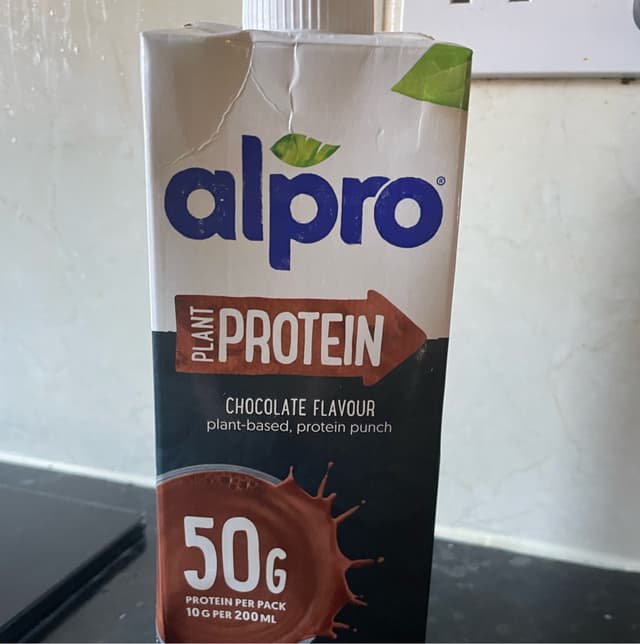 alpro®
PLANT PROTEIN
CHOCOLATE FLAVOUR
plant-based, protein punch
50G
PROTEIN PER PACK
10 G PER 200 ML